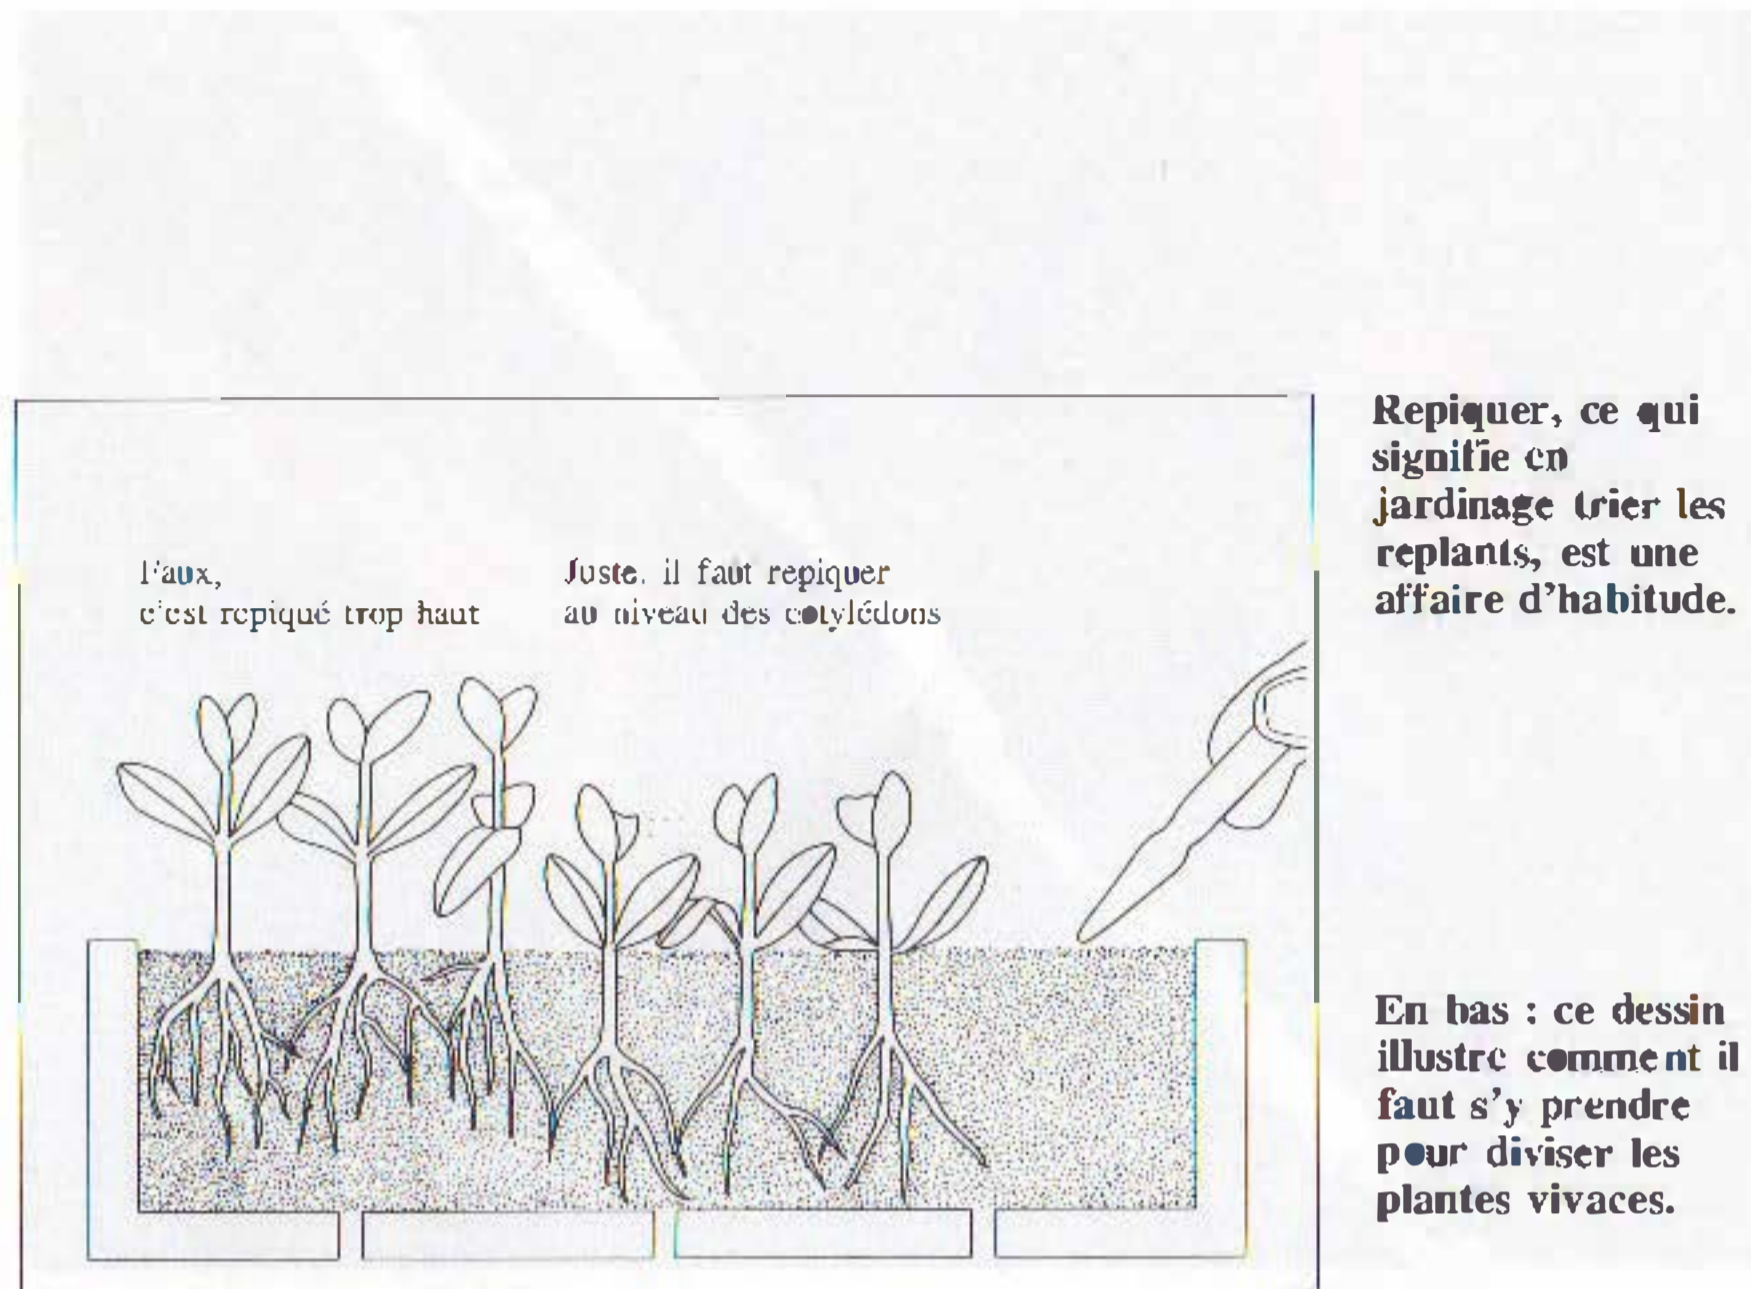 Faux,
c'est repiqué trop haut
Juste, il faut repiquer
au niveau des cotylédons
Repiquer, ce qui
signifie en
jardinage trier les
replants, est une
affaire d'habitude.
En bas : ce dessin
illustre comment il
faut s'y prendre
pour diviser les
plantes vivaces.